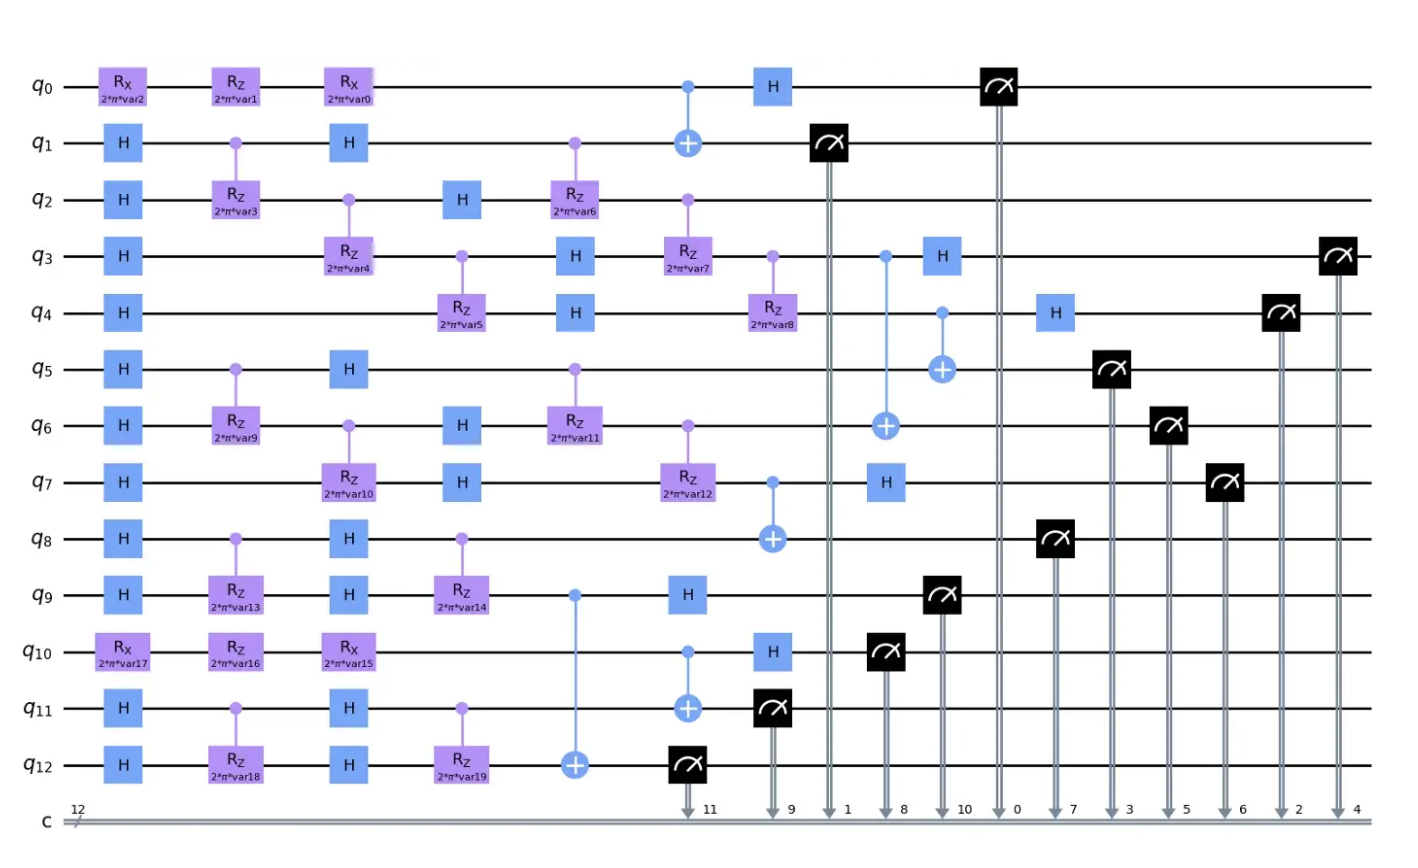 q0 RX 2*π*var2 RZ 2*π*var1 RX 2*π*var0 H
q1 H H
q2 H RZ 2*π*var3 H RZ 2*π*var6
q3 H RZ 2*π*var4 H RZ 2*π*var7 H
q4 H RZ 2*π*var5 H RZ 2*π*var8 H
q5 H H
q6 H RZ 2*π*var9 H RZ 2*π*var11
q7 H RZ 2*π*var10 H RZ 2*π*var12 H
q8 H H
q9 H RZ 2*π*var13 H RZ 2*π*var14 H
q10 RX 2*π*var17 RZ 2*π*var16 RX 2*π*var15 H
q11 H H
q12 H RZ 2*π*var18 H RZ 2*π*var19
c 12 11 9 1 8 10 0 7 3 5 6 2 4